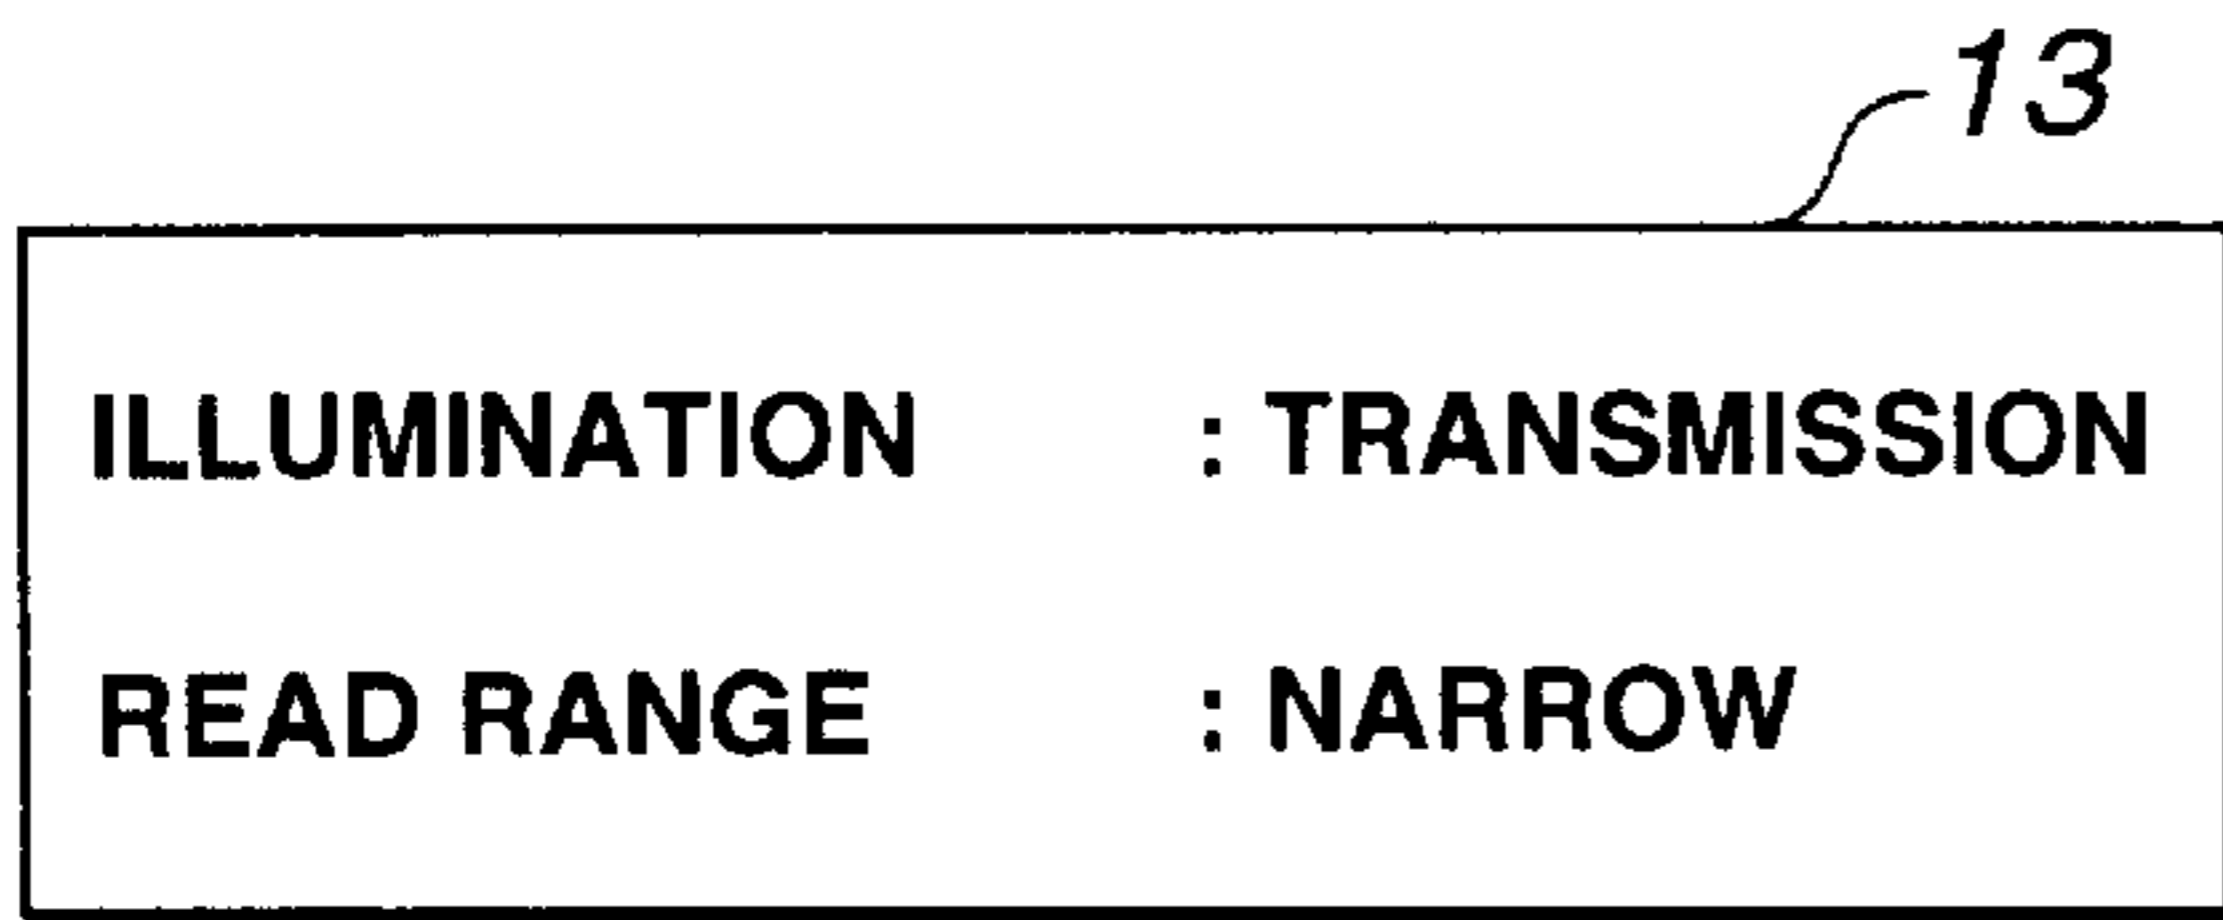 13
ILLUMINATION : TRANSMISSION
READ RANGE : NARROW